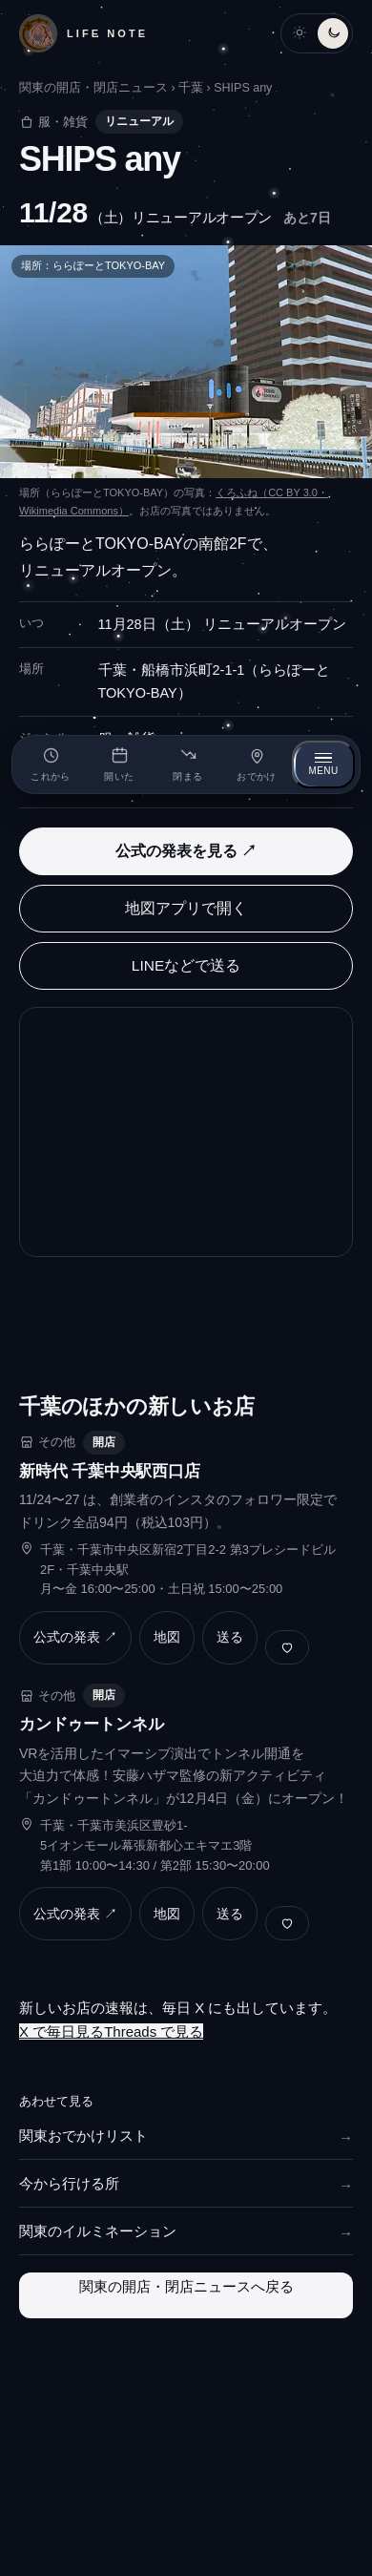 LIFE NOTE
関東の開店・閉店ニュース › 千葉 › SHIPS any
服・雑貨 リニューアル
SHIPS any
11/28（土）リニューアルオープン あと7日
場所：ららぽーとTOKYO-BAY
場所（ららぽーとTOKYO-BAY）の写真：くろふね（CC BY 3.0・
Wikimedia Commons）。お店の写真ではありません。
ららぽーとTOKYO-BAYの南館2Fで、
リニューアルオープン。
いつ 11月28日（土） リニューアルオープン
場所 千葉・船橋市浜町2-1-1（ららぽーと
TOKYO-BAY）
これから 開いた 閉まる おでかけ MENU
公式の発表を見る ↗
地図アプリで開く
LINEなどで送る
千葉のほかの新しいお店
その他 開店
新時代 千葉中央駅西口店
11/24〜27 は、創業者のインスタのフォロワー限定で
ドリンク全品94円（税込103円）。
千葉・千葉市中央区新宿2丁目2-2 第3プレシードビル
2F・千葉中央駅
月〜金 16:00〜25:00・土日祝 15:00〜25:00
公式の発表 ↗ 地図 送る
その他 開店
カンドゥートンネル
VRを活用したイマーシブ演出でトンネル開通を
大迫力で体感！安藤ハザマ監修の新アクティビティ
「カンドゥートンネル」が12月4日（金）にオープン！
千葉・千葉市美浜区豊砂1-
5イオンモール幕張新都心エキマエ3階
第1部 10:00〜14:30 / 第2部 15:30〜20:00
公式の発表 ↗ 地図 送る
新しいお店の速報は、毎日 X にも出しています。
X で毎日見るThreads で見る
あわせて見る
関東おでかけリスト →
今から行ける所 →
関東のイルミネーション →
関東の開店・閉店ニュースへ戻る